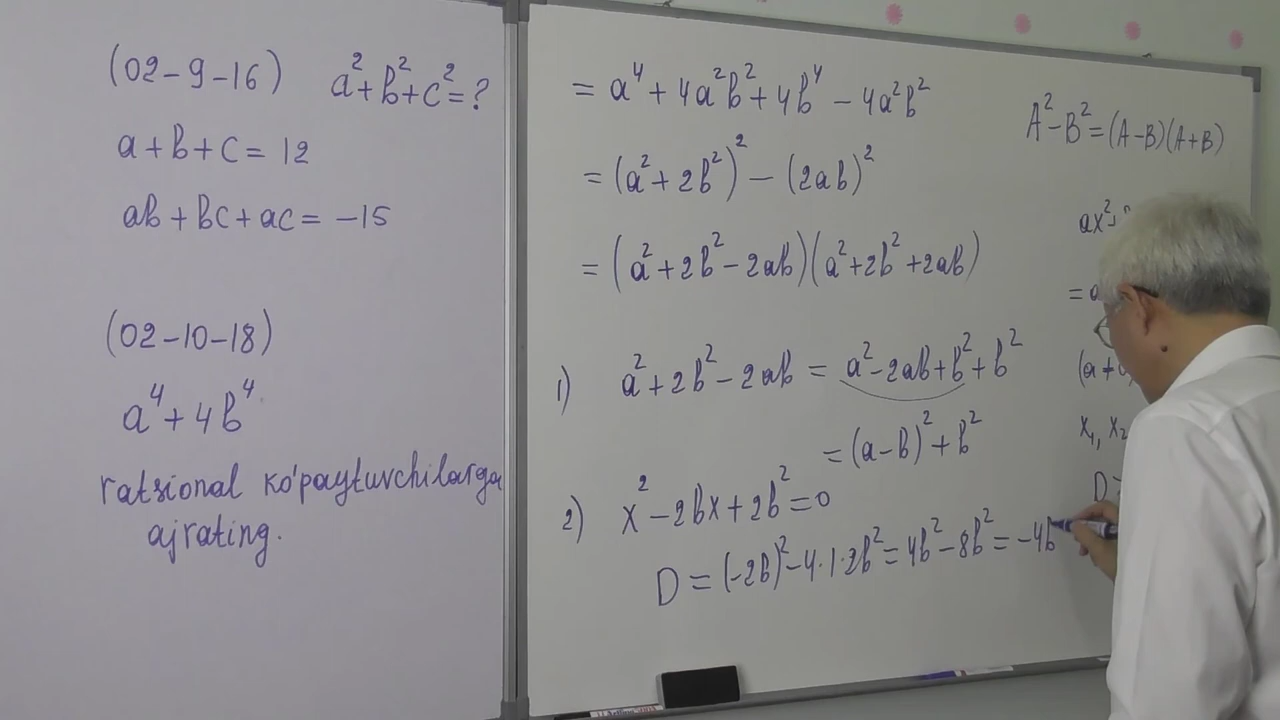 (02-9-16) a²+b²+c²=?
a+b+c=12
ab+bc+ac=-15
(02-10-18)
a⁴+4b⁴
ratsional ko'paytuvchilarga
ajrating.
= a⁴+4a²b²+4b⁴-4a²b²
= (a²+2b²)²-(2ab)²
= (a²+2b²-2ab)(a²+2b²+2ab)
1) a²+2b²-2ab = a²-2ab+b²+b²
= (a-b)²+b²
2) x²-2bx+2b²=0
D = (-2b)²-4·1·2b² = 4b²-8b² = -4b
A²-B²=(A-B)(A+B)
ax²+
=a
(a≠
x₁, x₂
D